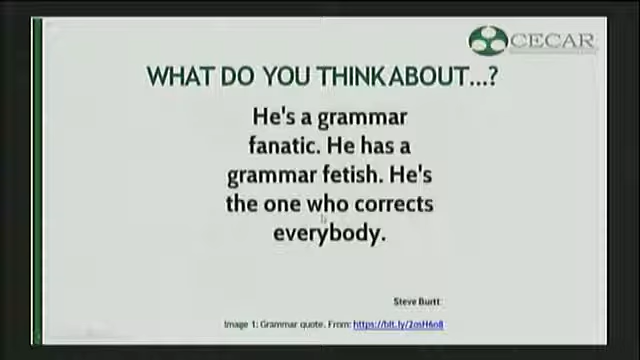 CECAR
WHAT DO YOU THINK ABOUT...?
He's a grammar
fanatic. He has a
grammar fetish. He's
the one who corrects
everybody.
Steve Burtt
Image 1: Grammar quote. From: https://bit.ly/2osH6o8